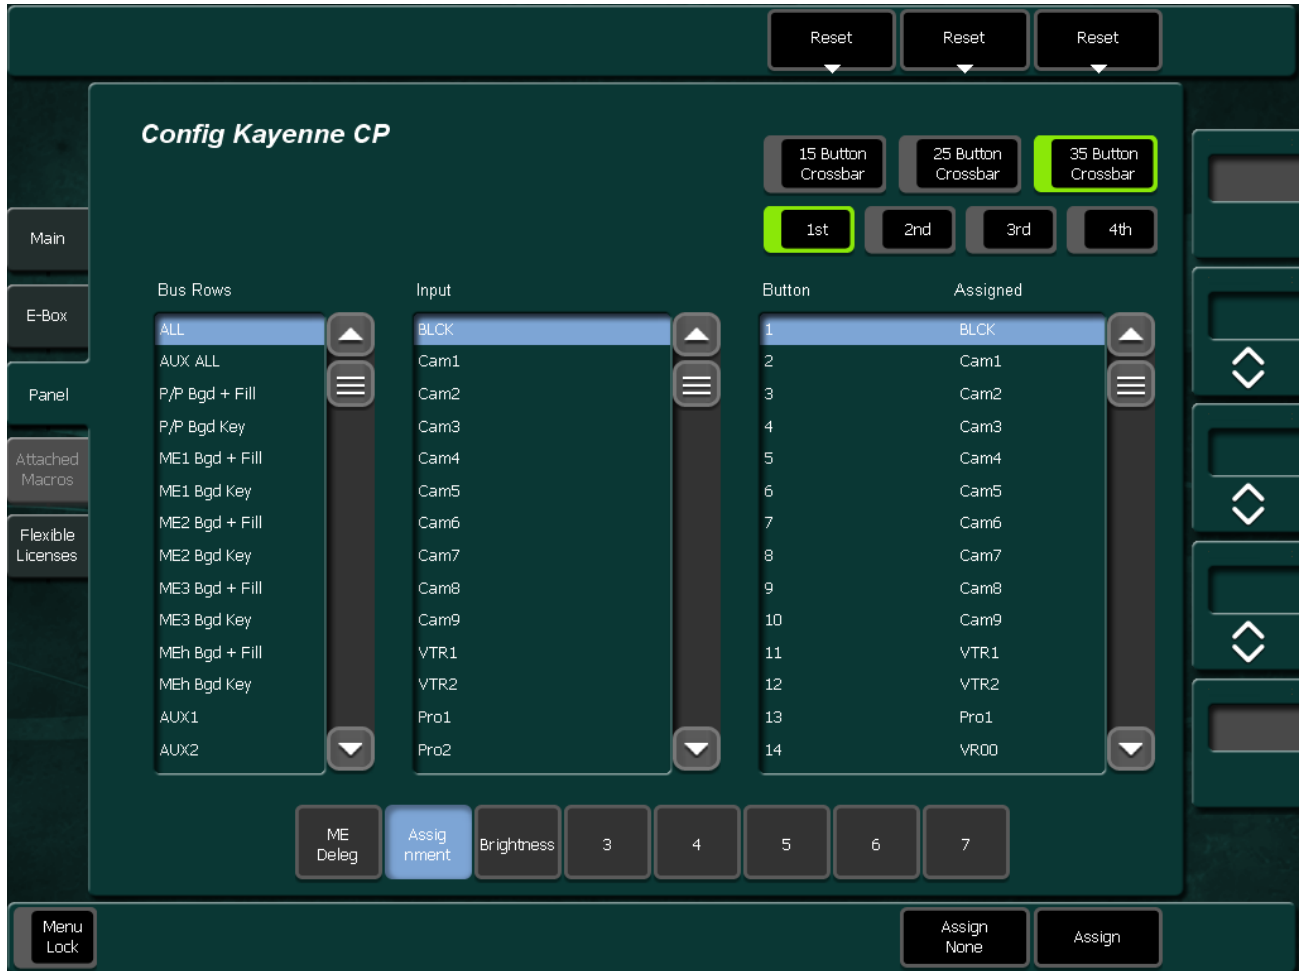 Reset Reset Reset
Config Kayenne CP
15 Button 25 Button 35 Button
Crossbar Crossbar Crossbar
1st 2nd 3rd 4th
Main
E-Box
Panel
Attached
Macros
Flexible
Licenses
Bus Rows Input Button Assigned
ALL BLCK 1 BLCK
AUX ALL Cam1 2 Cam1
P/P Bgd + Fill Cam2 3 Cam2
P/P Bgd Key Cam3 4 Cam3
ME1 Bgd + Fill Cam4 5 Cam4
ME1 Bgd Key Cam5 6 Cam5
ME2 Bgd + Fill Cam6 7 Cam6
ME2 Bgd Key Cam7 8 Cam7
ME3 Bgd + Fill Cam8 9 Cam8
ME3 Bgd Key Cam9 10 Cam9
MEh Bgd + Fill VTR1 11 VTR1
MEh Bgd Key VTR2 12 VTR2
AUX1 Pro1 13 Pro1
AUX2 Pro2 14 VR00
ME Assig Brightness 3 4 5 6 7
Deleg nment
Menu Assign Assign
Lock None